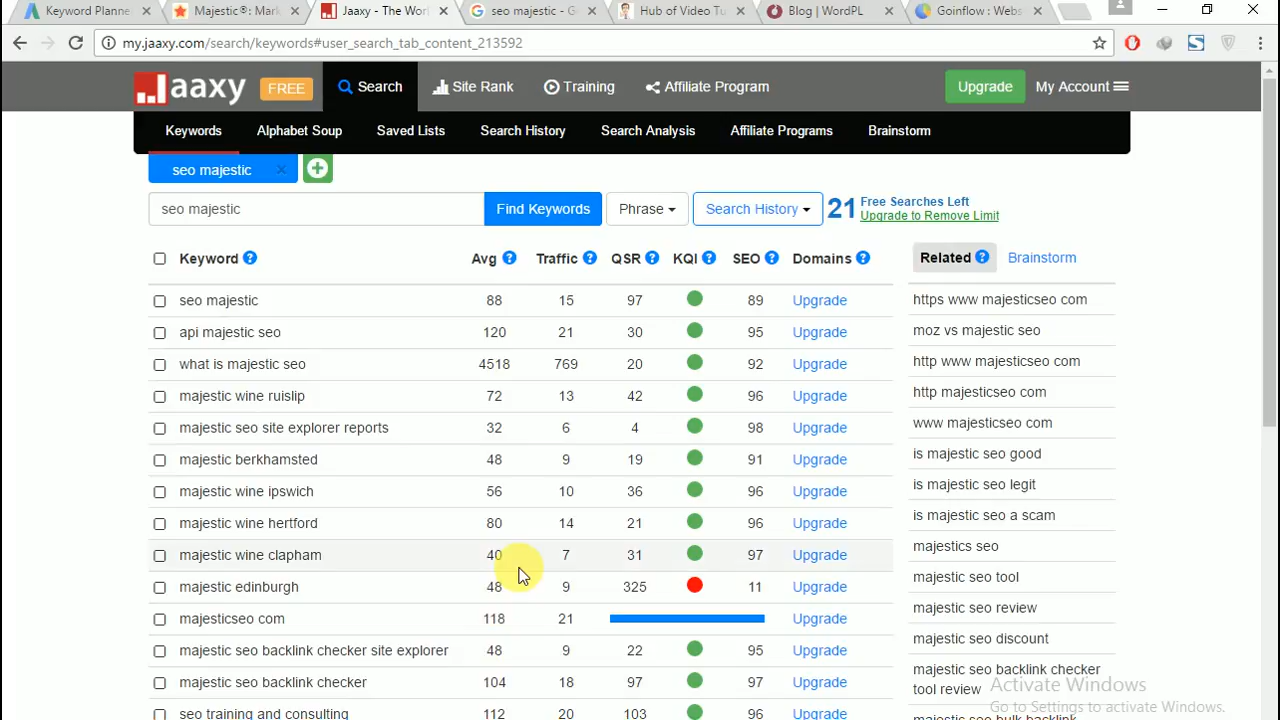 Keyword Planne
Majestic®: Mark
Jaaxy - The Worl
seo majestic - G
Hub of Video Tu
Blog | WordPl
Goinflow : Webs
my.jaaxy.com/search/keywords#user_search_tab_content_213592
Jaaxy FREE Search Site Rank Training Affiliate Program Upgrade My Account
Keywords Alphabet Soup Saved Lists Search History Search Analysis Affiliate Programs Brainstorm
seo majestic
seo majestic Find Keywords Phrase Search History 21 Free Searches Left
Upgrade to Remove Limit
Keyword ? Avg ? Traffic ? QSR ? KQI ? SEO ? Domains ?
seo majestic 88 15 97 89 Upgrade
api majestic seo 120 21 30 95 Upgrade
what is majestic seo 4518 769 20 92 Upgrade
majestic wine ruislip 72 13 42 96 Upgrade
majestic seo site explorer reports 32 6 4 98 Upgrade
majestic berkhamsted 48 9 19 91 Upgrade
majestic wine ipswich 56 10 36 96 Upgrade
majestic wine hertford 80 14 21 96 Upgrade
majestic wine clapham 40 7 31 97 Upgrade
majestic edinburgh 48 9 325 11 Upgrade
majesticseo com 118 21 Upgrade
majestic seo backlink checker site explorer 48 9 22 95 Upgrade
majestic seo backlink checker 104 18 97 97 Upgrade
seo training and consulting 112 20 103 96 Upgrade
Related ? Brainstorm
https www majesticseo com
moz vs majestic seo
http www majesticseo com
http majesticseo com
www majesticseo com
is majestic seo good
is majestic seo legit
is majestic seo a scam
majestics seo
majestic seo tool
majestic seo review
majestic seo discount
majestic seo backlink checker
tool review
majestic seo bulk backlink
Activate Windows
Go to Settings to activate Windows.